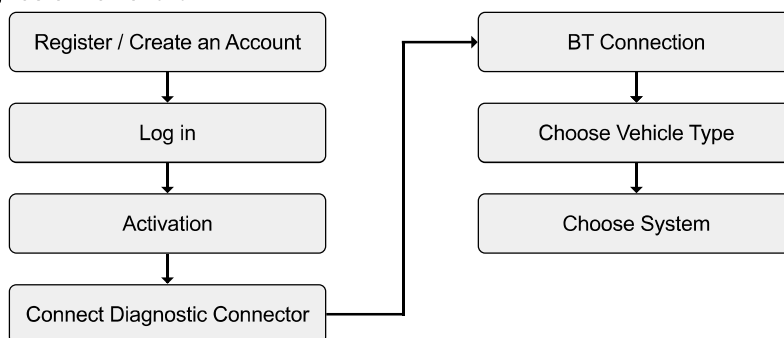 Register / Create an Account
Log in
Activation
Connect Diagnostic Connector
BT Connection
Choose Vehicle Type
Choose System